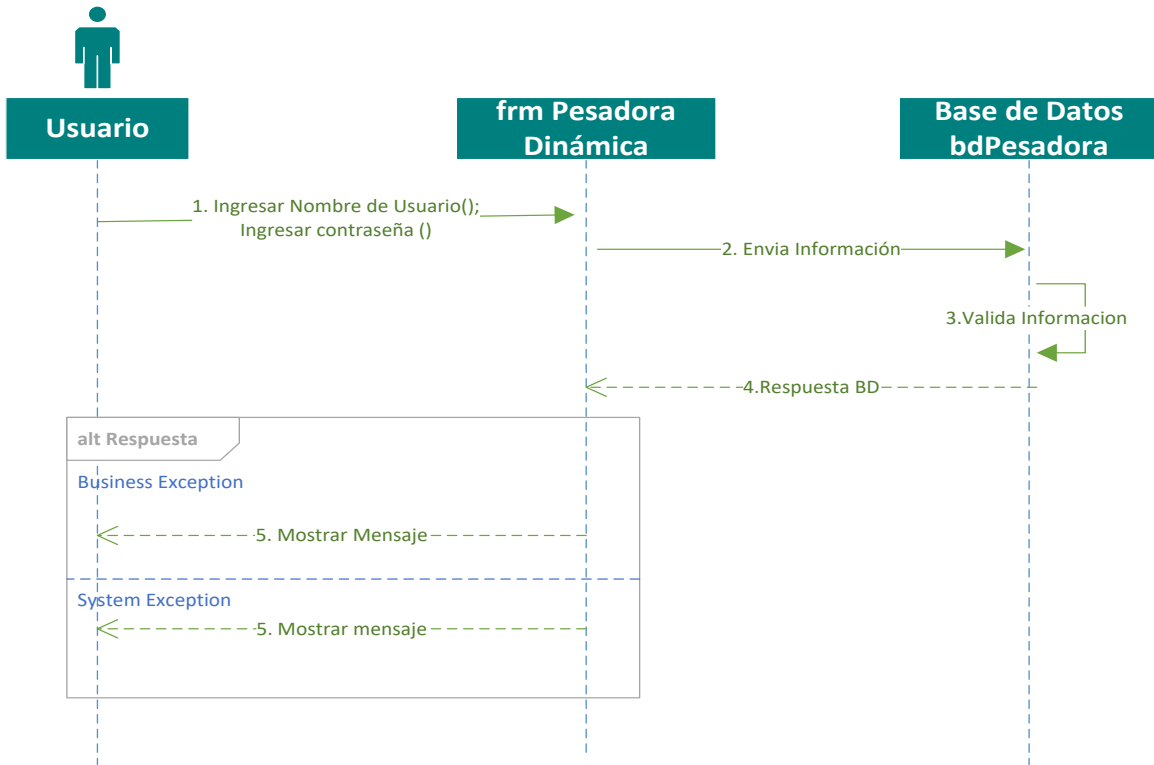 Usuario
frm Pesadora
Dinámica
Base de Datos
bdPesadora
1. Ingresar Nombre de Usuario();
Ingresar contraseña ()
2. Envia Información
3.Valida Informacion
4.Respuesta BD
alt Respuesta
Business Exception
5. Mostrar Mensaje
System Exception
5. Mostrar mensaje